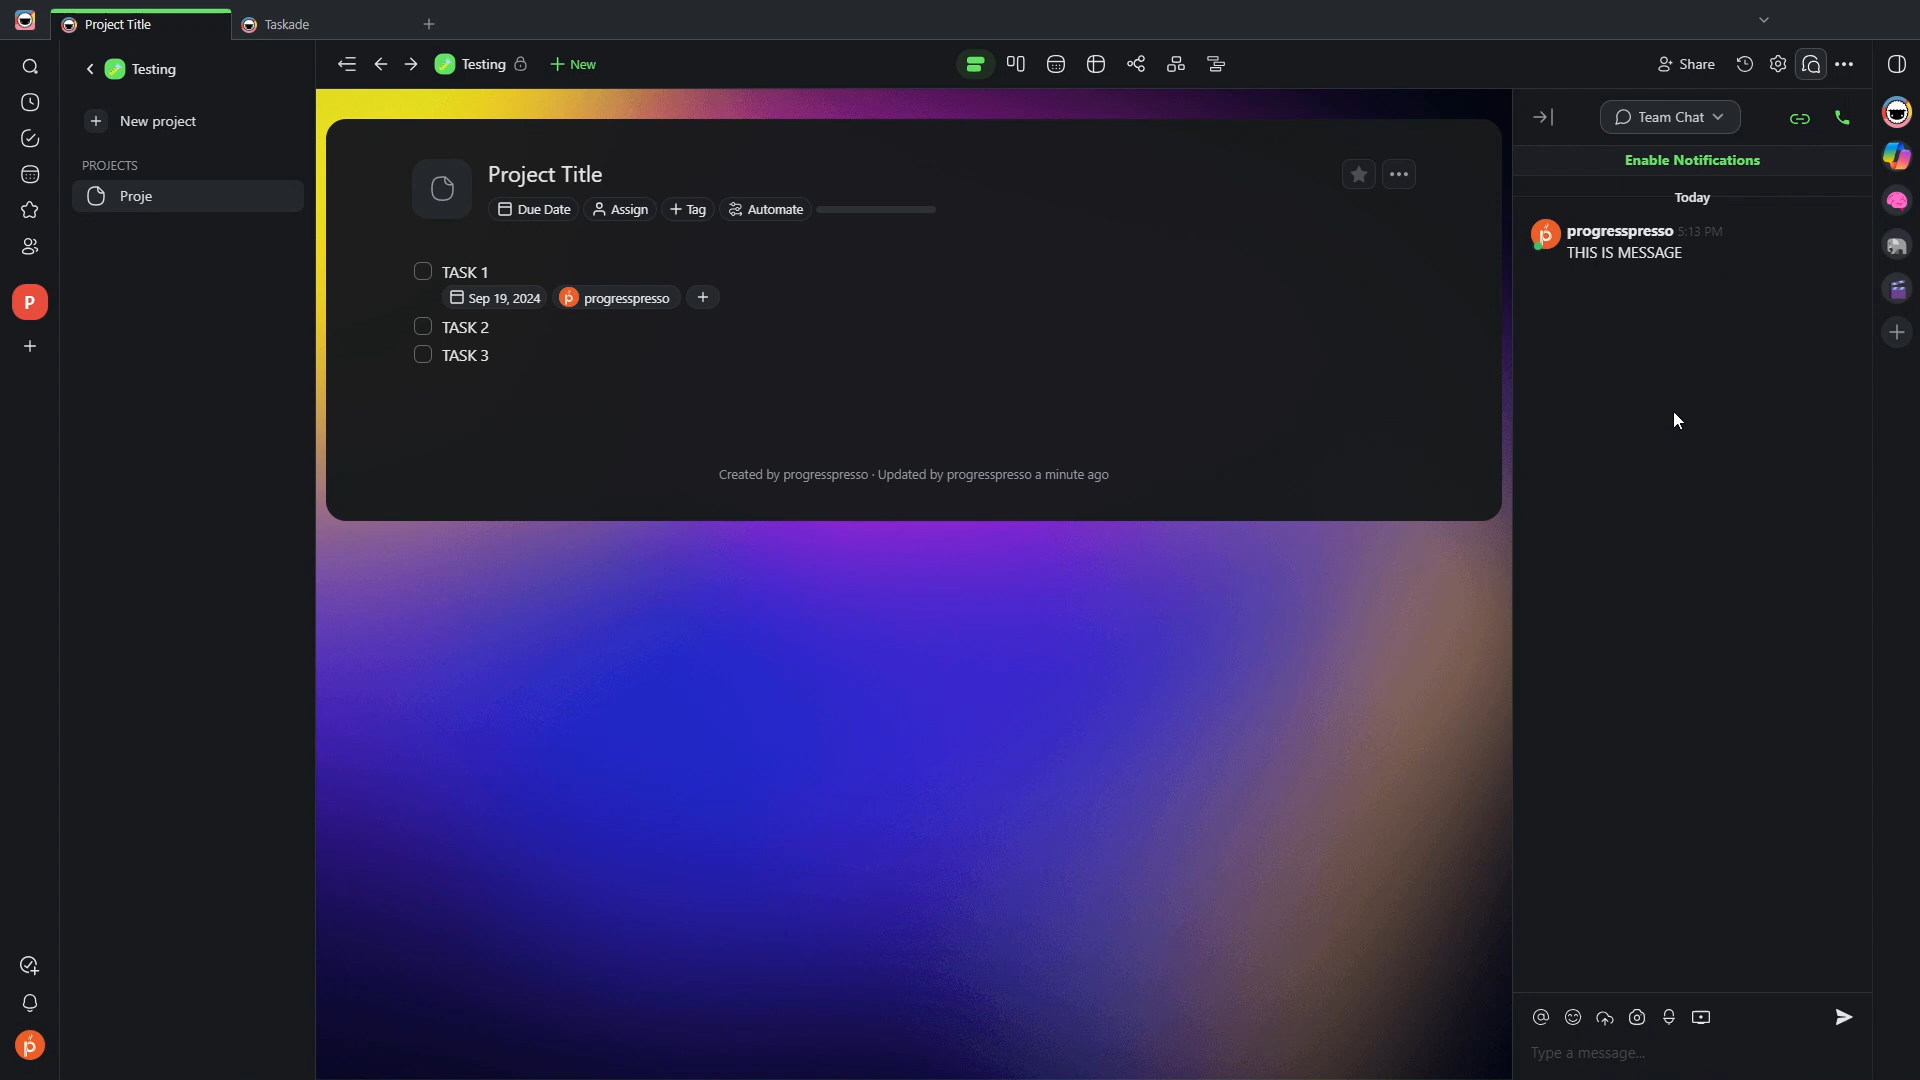 Project Title
Taskade
Testing
New project
PROJECTS
Proje
P
Testing
New
Share
Project Title
Due Date
Assign
Tag
Automate
TASK 1
Sep 19, 2024
progresspresso
TASK 2
TASK 3
Created by progresspresso · Updated by progresspresso a minute ago
Team Chat
Enable Notifications
Today
progresspresso 5:13 PM
THIS IS MESSAGE
Type a message...